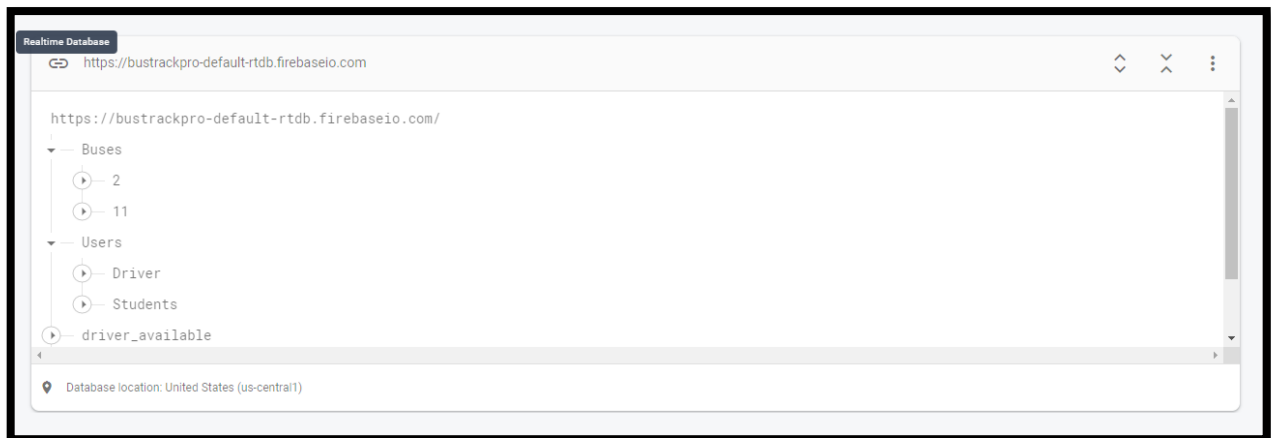 Realtime Database
https://bustrackpro-default-rtdb.firebaseio.com
https://bustrackpro-default-rtdb.firebaseio.com/
Buses
2
11
Users
Driver
Students
driver_available
Database location: United States (us-central1)